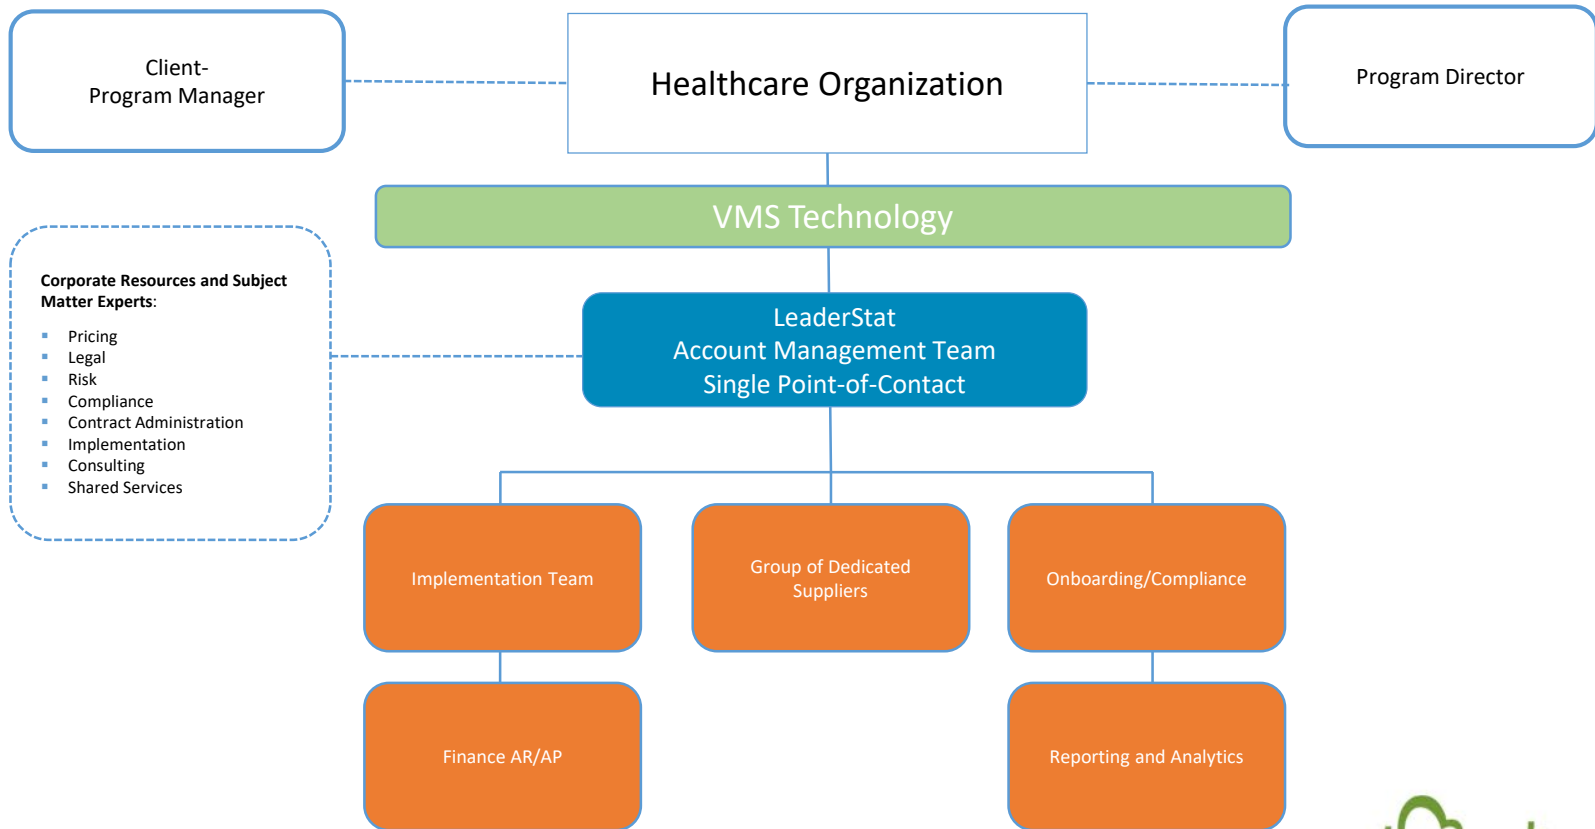 Client-
Program Manager
Healthcare Organization
Program Director
VMS Technology
Corporate Resources and Subject
Matter Experts:
Pricing
Legal
Risk
Compliance
Contract Administration
Implementation
Consulting
Shared Services
LeaderStat
Account Management Team
Single Point-of-Contact
Implementation Team
Group of Dedicated
Suppliers
Onboarding/Compliance
Finance AR/AP
Reporting and Analytics